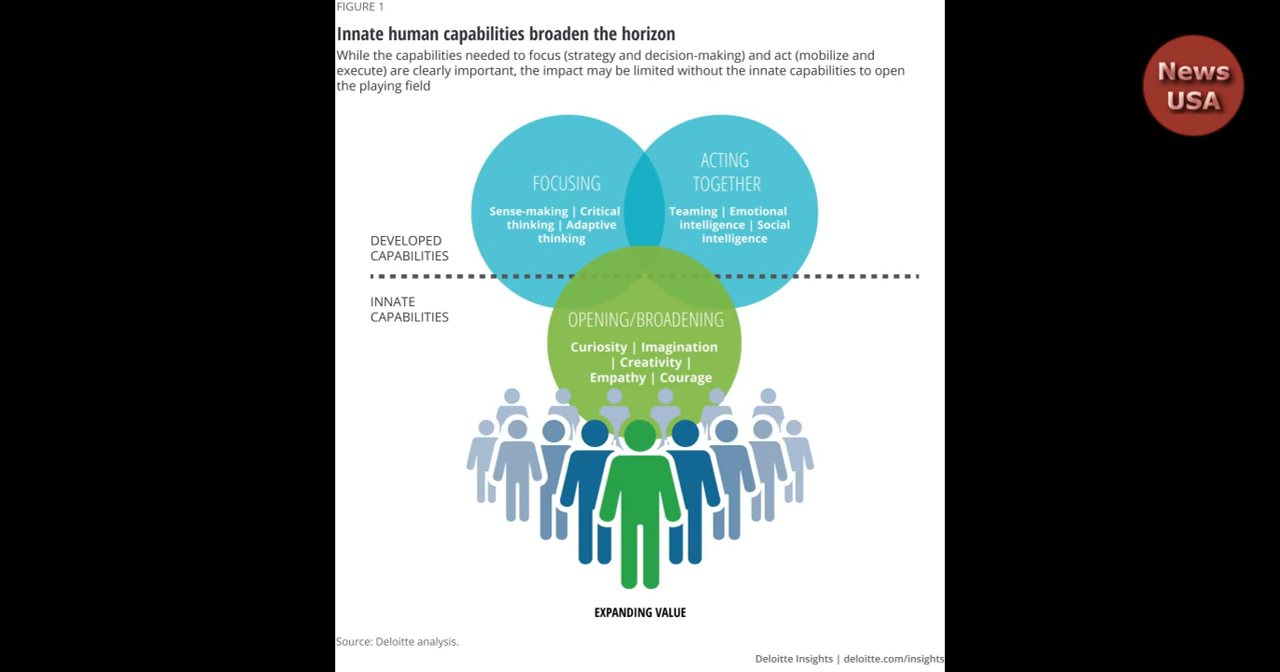 FIGURE 1
Innate human capabilities broaden the horizon
While the capabilities needed to focus (strategy and decision-making) and act (mobilize and
execute) are clearly important, the impact may be limited without the innate capabilities to open
the playing field
News
USA
FOCUSING
Sense-making | Critical
thinking | Adaptive
thinking
ACTING
TOGETHER
Teaming | Emotional
intelligence | Social
intelligence
DEVELOPED
CAPABILITIES
INNATE
CAPABILITIES
OPENING/BROADENING
Curiosity | Imagination
| Creativity |
Empathy | Courage
EXPANDING VALUE
Source: Deloitte analysis.
Deloitte Insights | deloitte.com/insights